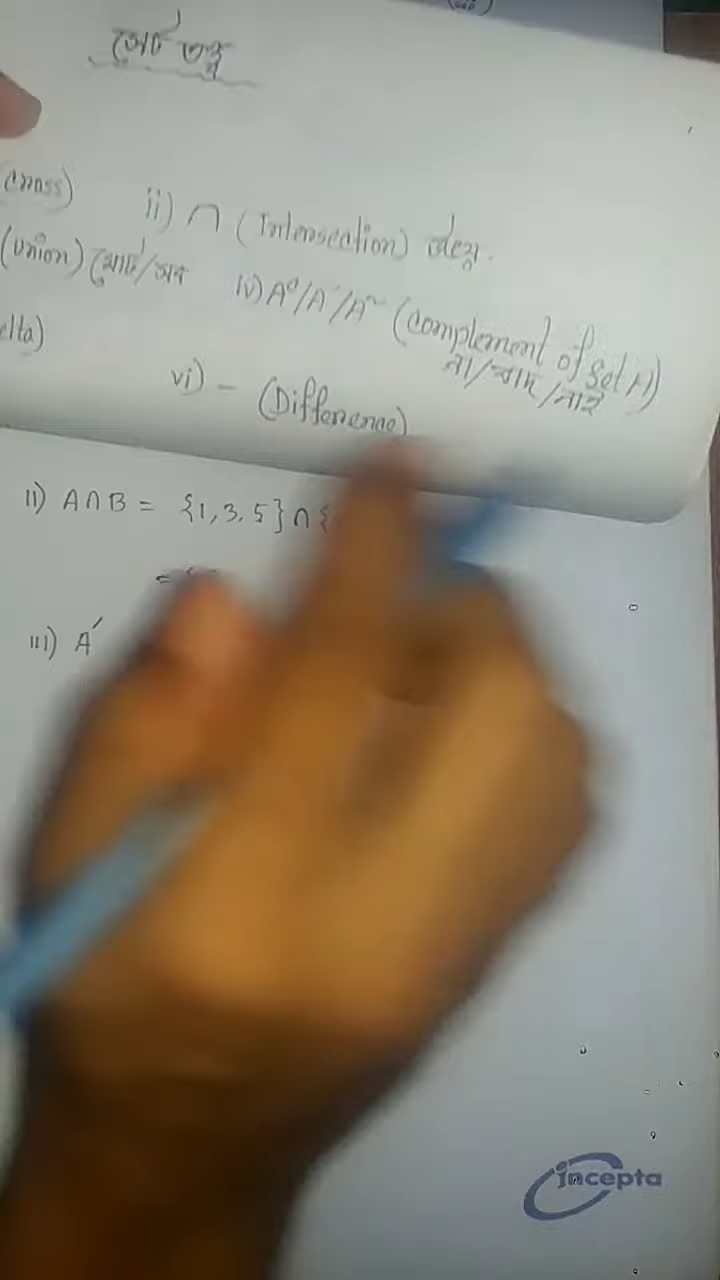 সেট তত্ত্ব
(cross)
ii) ∩ (Intersection) ছেদ.
(Union) মোট/অব
iv) Aᶜ/A'/A~ (complement of Set A)
না/বাদ/নাই
elta)
vi) – (Difference)
ii) A∩B = {1,3,5}∩{
=
iii) A'
incepta